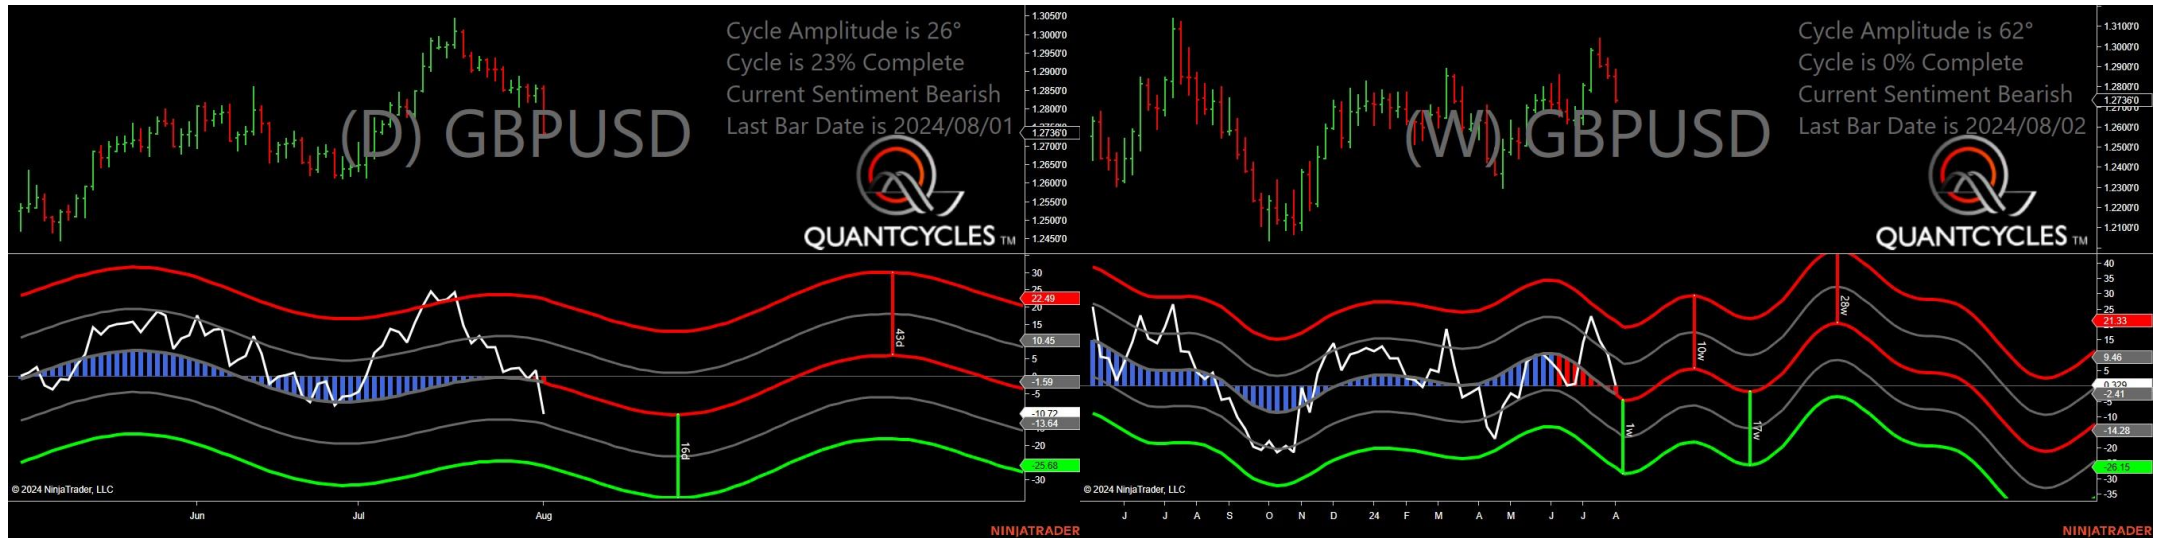 Cycle Amplitude is 26°
Cycle is 23% Complete
Current Sentiment Bearish
Last Bar Date is 2024/08/01
(D) GBPUSD
QUANTCYCLES TM
1.3050'0
1.3000'0
1.2950'0
1.2900'0
1.2850'0
1.2800'0
1.2736'0
1.2700'0
1.2650'0
1.2600'0
1.2550'0
1.2500'0
1.2450'0
30
25
22.49
20
15
10.45
5
-1.59
-5
-10.72
-13.64
-20
-25.68
-30
43d
16d
© 2024 NinjaTrader, LLC
Jun
Jul
Aug
NINJATRADER
Cycle Amplitude is 62°
Cycle is 0% Complete
Current Sentiment Bearish
Last Bar Date is 2024/08/02
(W) GBPUSD
QUANTCYCLES TM
1.3100'0
1.3000'0
1.2900'0
1.2800'0
1.2736'0
1.2600'0
1.2500'0
1.2400'0
1.2300'0
1.2200'0
1.2100'0
40
35
30
25
21.33
15
9.46
5
0.329
-2.41
-5
-10
-14.28
-20
-26.15
-30
-35
10w
28w
1w
17w
© 2024 NinjaTrader, LLC
J J A S O N D 24 F M A M J J A
NINJATRADER